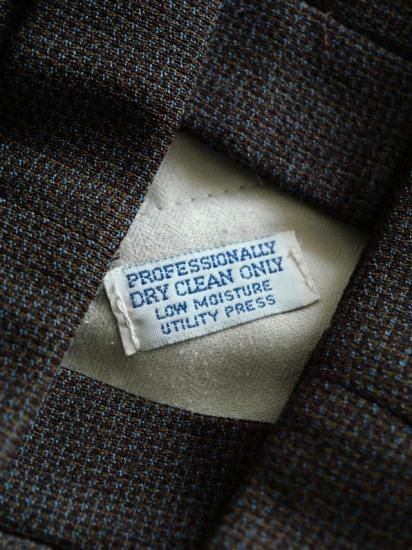 PROFESSIONALLY
DRY CLEAN ONLY
LOW MOISTURE
UTILITY PRESS